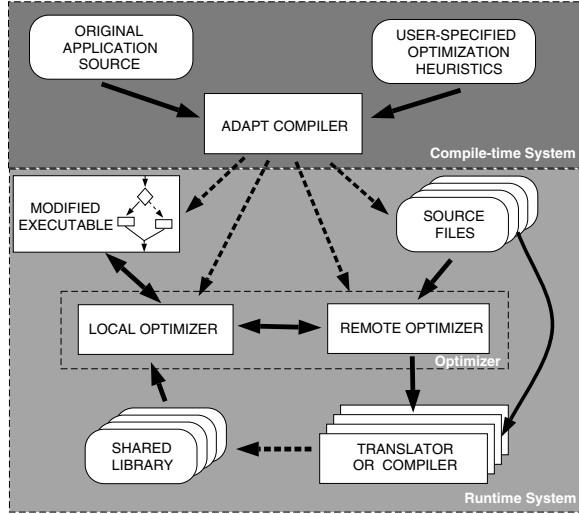 ORIGINAL
APPLICATION
SOURCE
USER-SPECIFIED
OPTIMIZATION
HEURISTICS
ADAPT COMPILER
Compile-time System
MODIFIED
EXECUTABLE
SOURCE
FILES
LOCAL OPTIMIZER
REMOTE OPTIMIZER
Optimizer
SHARED
LIBRARY
TRANSLATOR
OR COMPILER
Runtime System